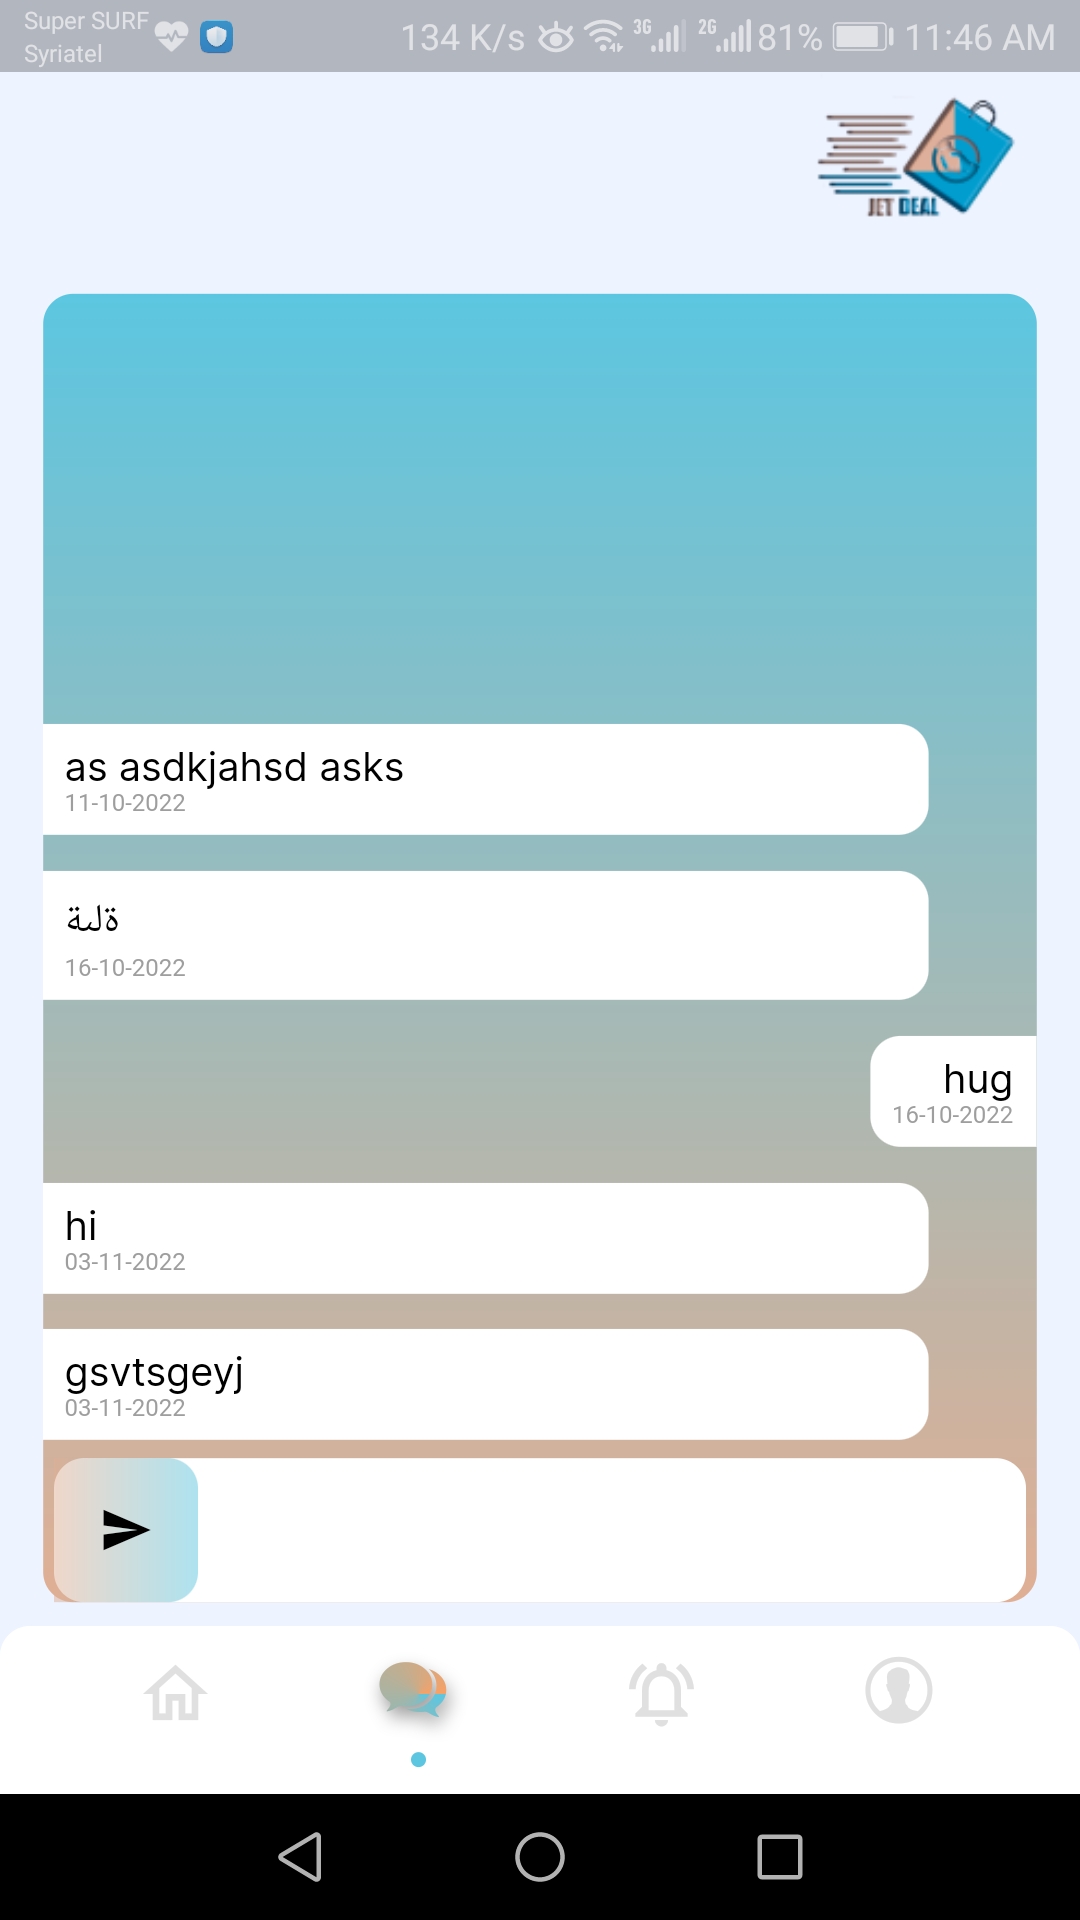 Super SURF
Syriatel
134 K/s 3G 2G 81% 11:46 AM
JET DEAL
as asdkjahsd asks
11-10-2022
ةلىة
16-10-2022
hug
16-10-2022
hi
03-11-2022
gsvtsgeyj
03-11-2022